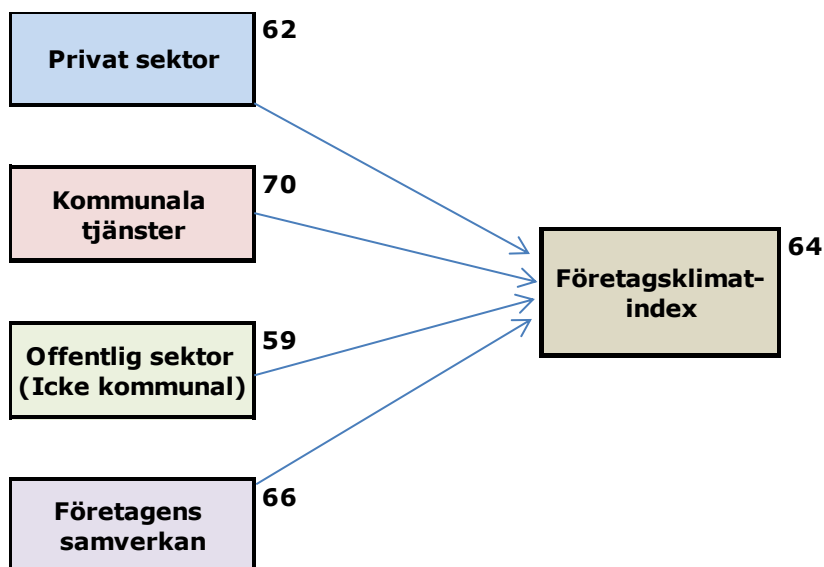 62
Privat sektor
70
Kommunala
tjänster
64
Företagsklimat-
index
59
Offentlig sektor
(Icke kommunal)
66
Företagens
samverkan